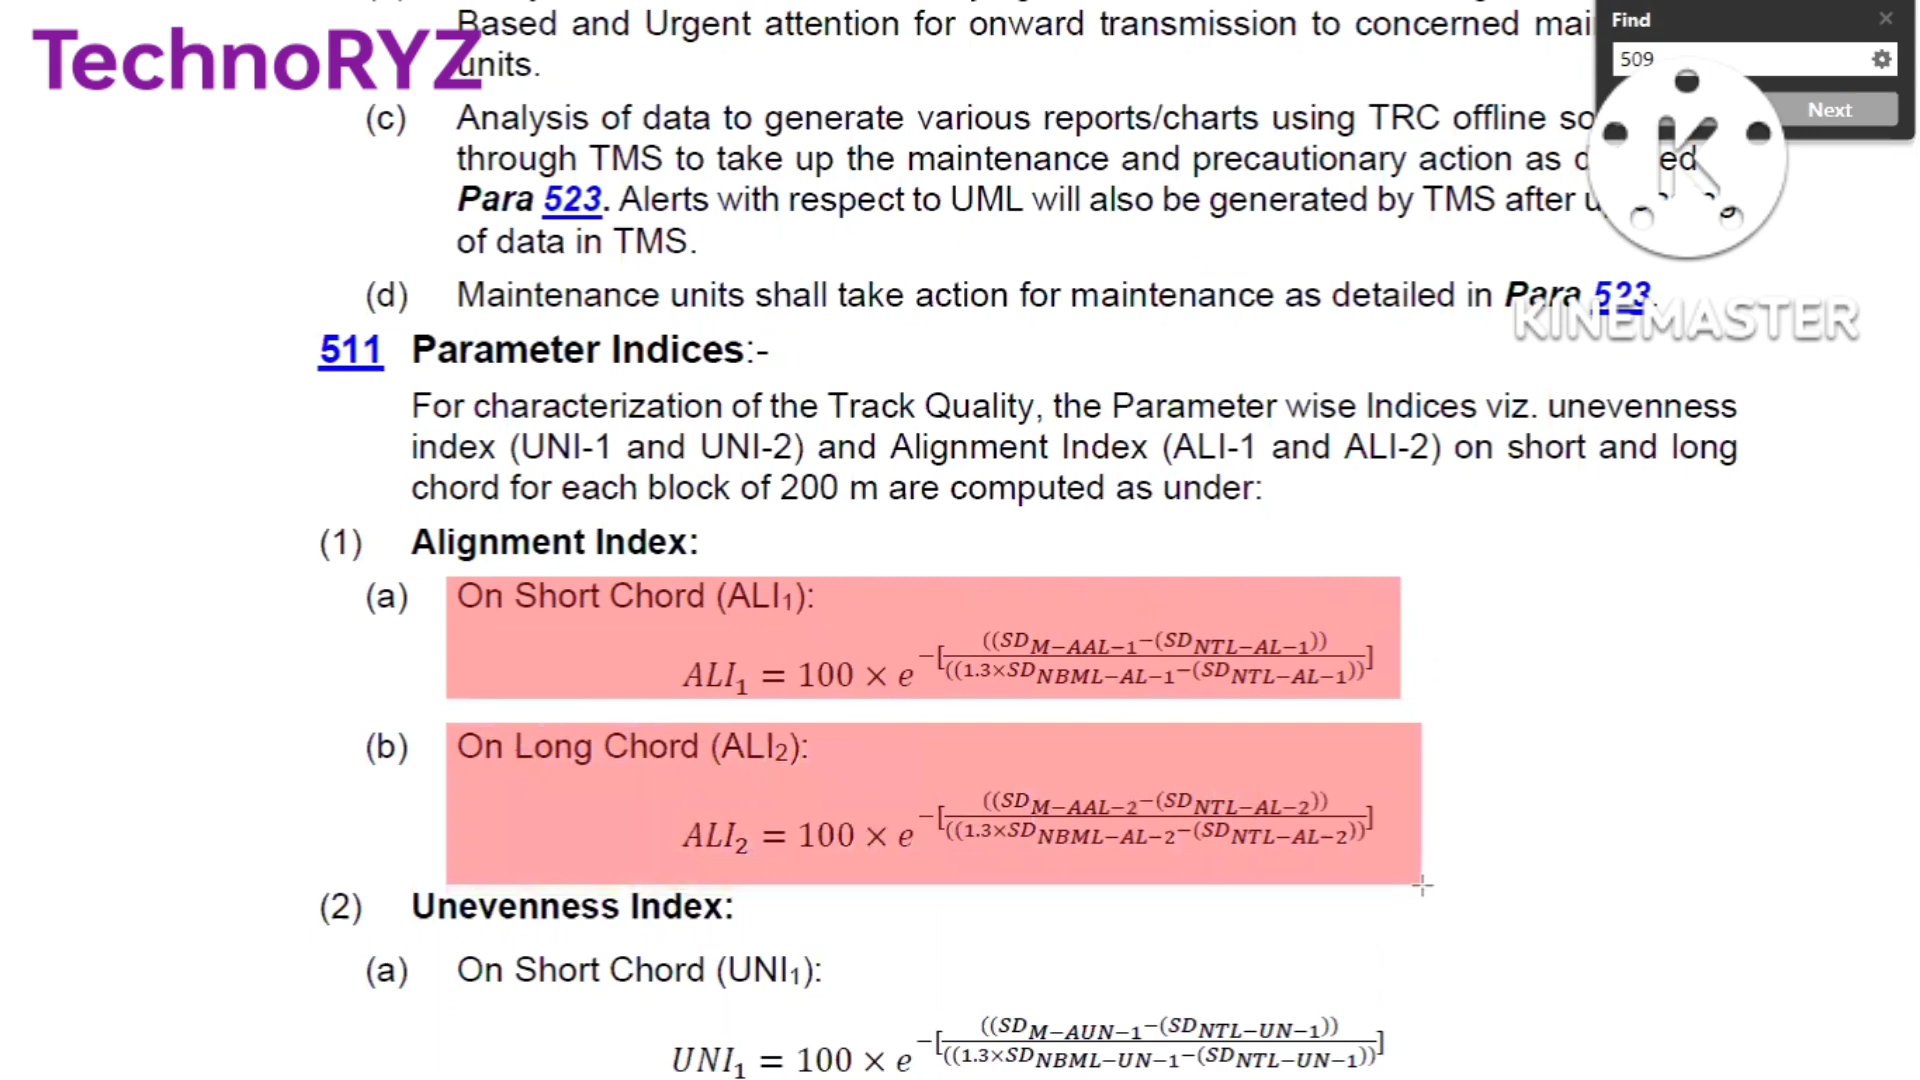 Based and Urgent attention for onward transmission to concerned
TechnoRYZ
units.
(c) Analysis of data to generate various reports/charts using TRC offline
through TMS to take up the maintenance and precautionary action as
Para 523. Alerts with respect to UML will also be generated by TMS after
of data in TMS.
(d) Maintenance units shall take action for maintenance as detailed in Para 523.
511 Parameter Indices:-
For characterization of the Track Quality, the Parameter wise Indices viz. unevenness
index (UNI-1 and UNI-2) and Alignment Index (ALI-1 and ALI-2) on short and long
chord for each block of 200 m are computed as under:
(1) Alignment Index:
(a) On Short Chord (ALI₁):
ALI₁ = 100 × e^−[((SD_M−AAL−1−(SD_NTL−AL−1))/((1.3×SD_NBML−AL−1−(SD_NTL−AL−1))]
(b) On Long Chord (ALI₂):
ALI₂ = 100 × e^−[((SD_M−AAL−2−(SD_NTL−AL−2))/((1.3×SD_NBML−AL−2−(SD_NTL−AL−2))]
(2) Unevenness Index:
(a) On Short Chord (UNI₁):
UNI₁ = 100 × e^−[((SD_M−AUN−1−(SD_NTL−UN−1))/((1.3×SD_NBML−UN−1−(SD_NTL−UN−1))]
Find
509
Next
K
KINEMASTER